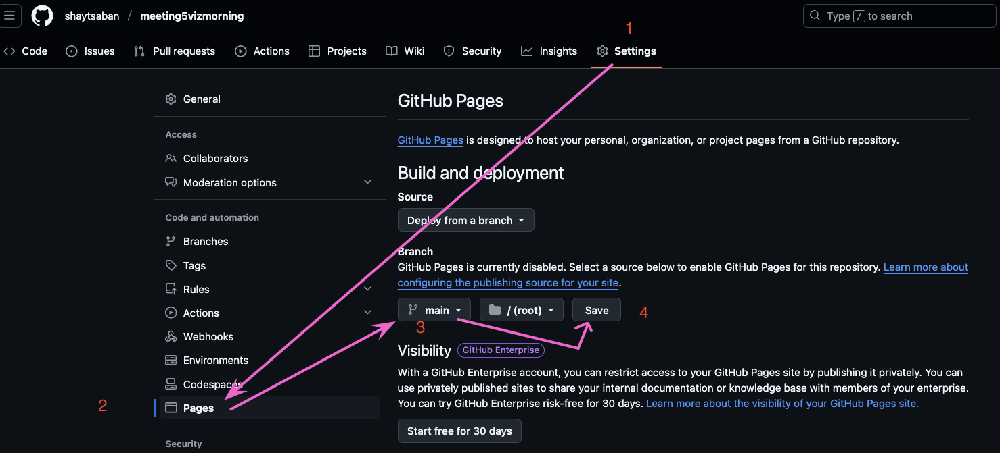 shaytsaban / meeting5vizmorning
Type / to search
1
Code Issues Pull requests Actions Projects Wiki Security Insights Settings
General
Access
Collaborators
Moderation options
Code and automation
Branches
Tags
Rules
Actions
Webhooks
Environments
Codespaces
2
Pages
Security
GitHub Pages
GitHub Pages is designed to host your personal, organization, or project pages from a GitHub repository.
Build and deployment
Source
Deploy from a branch
Branch
GitHub Pages is currently disabled. Select a source below to enable GitHub Pages for this repository. Learn more about
configuring the publishing source for your site.
main / (root) Save 4
3
Visibility GitHub Enterprise
With a GitHub Enterprise account, you can restrict access to your GitHub Pages site by publishing it privately. You can
use privately published sites to share your internal documentation or knowledge base with members of your enterprise.
You can try GitHub Enterprise risk-free for 30 days. Learn more about the visibility of your GitHub Pages site.
Start free for 30 days